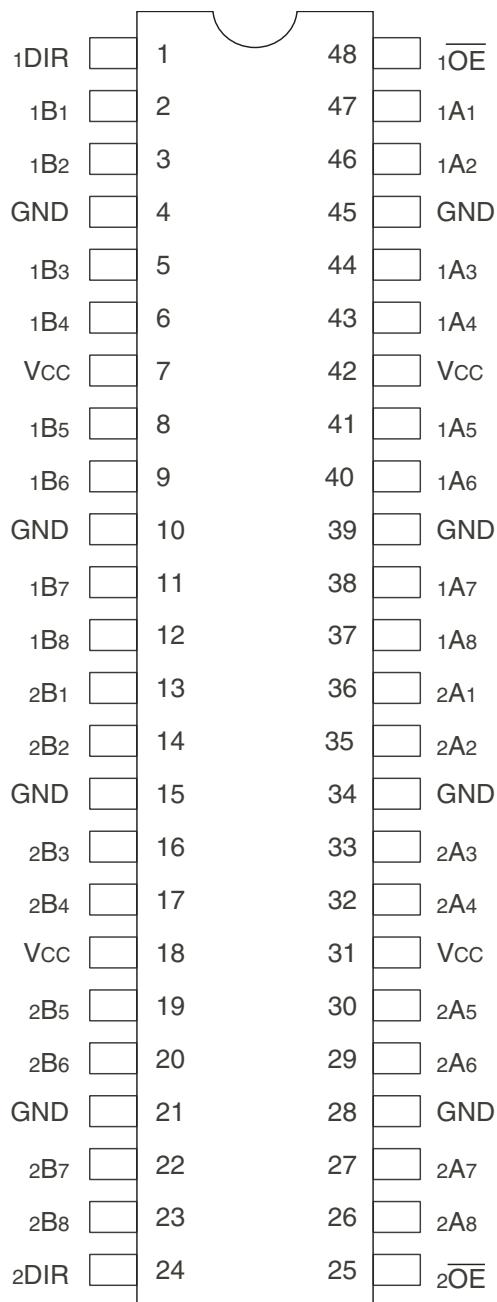 1DIR 1 48 1O̅E̅
1B1 2 47 1A1
1B2 3 46 1A2
GND 4 45 GND
1B3 5 44 1A3
1B4 6 43 1A4
VCC 7 42 VCC
1B5 8 41 1A5
1B6 9 40 1A6
GND 10 39 GND
1B7 11 38 1A7
1B8 12 37 1A8
2B1 13 36 2A1
2B2 14 35 2A2
GND 15 34 GND
2B3 16 33 2A3
2B4 17 32 2A4
VCC 18 31 VCC
2B5 19 30 2A5
2B6 20 29 2A6
GND 21 28 GND
2B7 22 27 2A7
2B8 23 26 2A8
2DIR 24 25 2O̅E̅